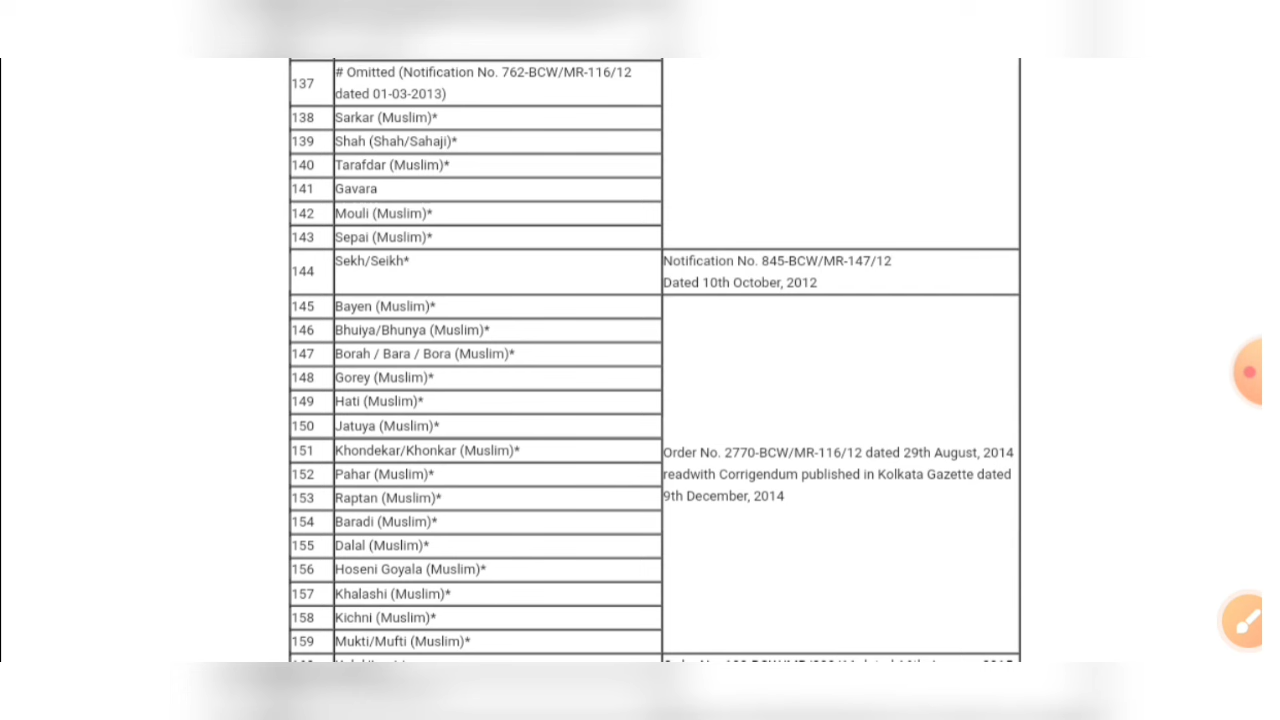 137
# Omitted (Notification No. 762-BCW/MR-116/12
dated 01-03-2013)
138 Sarkar (Muslim)*
139 Shah (Shah/Sahaji)*
140 Tarafdar (Muslim)*
141 Gavara
142 Mouli (Muslim)*
143 Sepai (Muslim)*
144 Sekh/Seikh*
Notification No. 845-BCW/MR-147/12
Dated 10th October, 2012
145 Bayen (Muslim)*
146 Bhuiya/Bhunya (Muslim)*
147 Borah / Bara / Bora (Muslim)*
148 Gorey (Muslim)*
149 Hati (Muslim)*
150 Jatuya (Muslim)*
151 Khondekar/Khonkar (Muslim)*
152 Pahar (Muslim)*
153 Raptan (Muslim)*
154 Baradi (Muslim)*
155 Dalal (Muslim)*
156 Hoseni Goyala (Muslim)*
157 Khalashi (Muslim)*
158 Kichni (Muslim)*
159 Mukti/Mufti (Muslim)*
Order No. 2770-BCW/MR-116/12 dated 29th August, 2014
readwith Corrigendum published in Kolkata Gazette dated
9th December, 2014